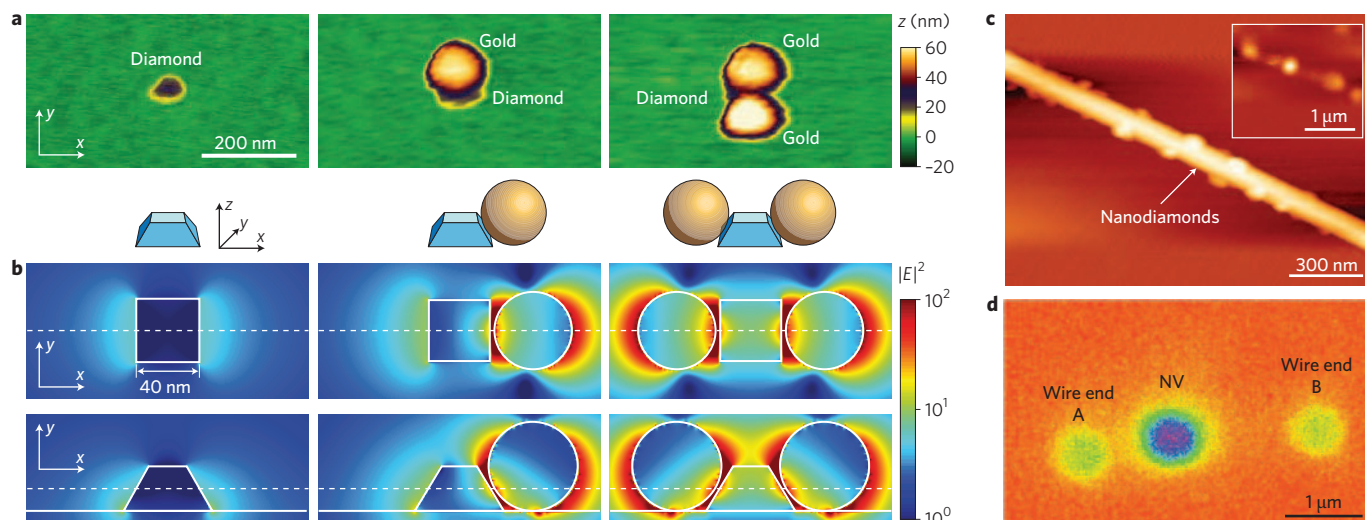 a
Diamond
200 nm
y
x
Gold
Diamond
Gold
Diamond
Gold
z (nm)
60
40
20
0
–20
z
y
x
b
40 nm
y
x
y
x
|E|²
10²
10¹
10⁰
c
1 µm
Nanodiamonds
300 nm
d
Wire end
A
NV
Wire end
B
1 µm